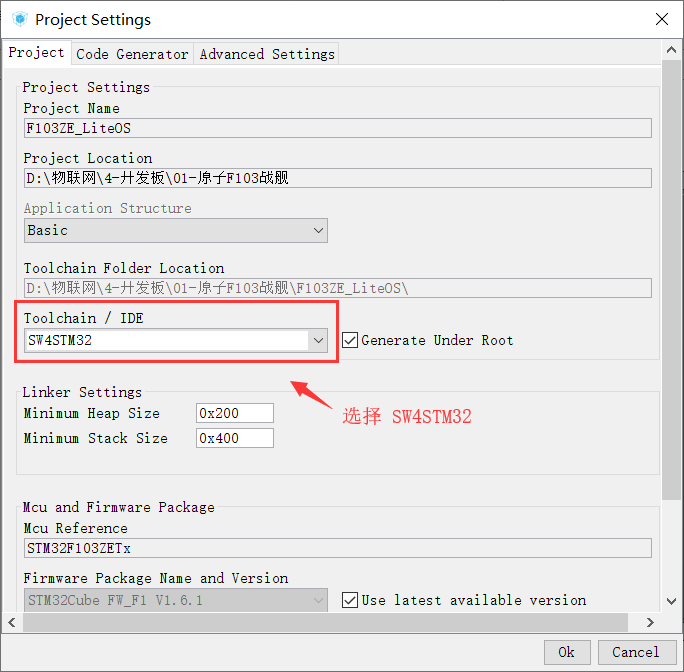 Project Settings
Project Code Generator Advanced Settings
Project Settings
Project Name
F103ZE_LiteOS
Project Location
D:\物联网\4-开发板\01-原子F103战舰
Application Structure
Basic
Toolchain Folder Location
D:\物联网\4-开发板\01-原子F103战舰\F103ZE_LiteOS\
Toolchain / IDE
SW4STM32 Generate Under Root
选择 SW4STM32
Linker Settings
Minimum Heap Size 0x200
Minimum Stack Size 0x400
Mcu and Firmware Package
Mcu Reference
STM32F103ZETx
Firmware Package Name and Version
STM32Cube FW_F1 V1.6.1 Use latest available version
Ok Cancel